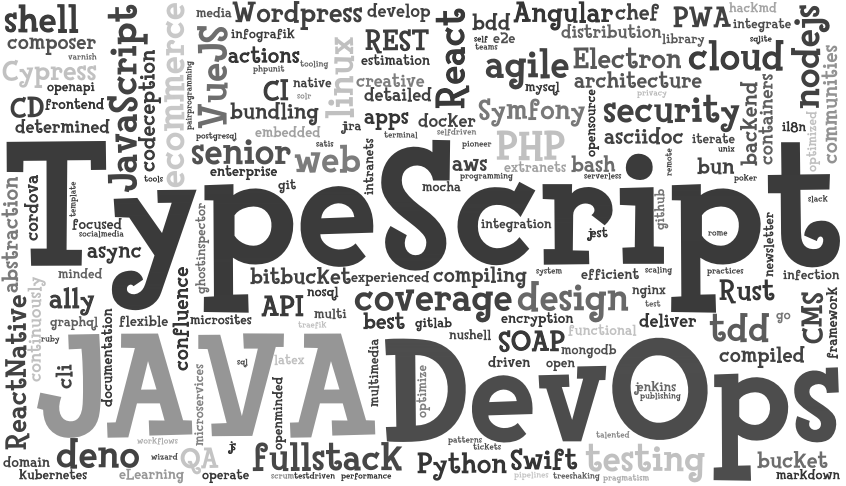 shell
composer
varnish
Cypress
openapi
CD
frontend
determined
JavaScript
codeception
tools
ecommerce
pairprogramming
media
VueJS
postgresql
Wordpress
develop
infografik
actions
phpunit
tooling
CI
native
solr
bundling
embedded
satis
linux
REST
estimation
creative
detailed
apps
jira
terminal
docker
selfdriven
React
bdd
self
e2e
teams
Angular
chef
distribution
library
agile
mysql
Electron
architecture
Symfony
pioneer
PHP
extranets
opensource
security
privacy
asciidoc
bash
serverless
remote
PWA
hackmd
integrate
sqlite
cloud
nodejs
communities
backend
containers
iterate
unix
i18n
optimized
bun
poker
slack
senior
web
enterprise
git
intranets
aws
programming
mocha
TypeScript
abstraction
cordova
template
focused
socialmedia
async
minded
ghostinspector
integration
jest
github
rome
newsletter
practices
infection
system
efficient
scaling
bitbucket
experienced
compiling
continuously
ally
graphql
ruby
flexible
documentation
confluence
microsites
API
nosql
multi
traefik
coverage
best
gitlab
nushell
design
encryption
nginx
test
functional
SOAP
mongodb
driven
open
deliver
Rust
tdd
go
compiled
CMS
framework
ReactNative
cli
JAVA
sql
latex
multimedia
DevOps
optimize
jenkins
publishing
microservices
openminded
workflows
wizard
QA
js
domain
deno
Kubernetes
eLearning
operate
fullstack
scrum
testdriven
performance
patterns
tickets
Python
Swift
pipelines
treeshaking
talented
testing
pragmatism
bucket
markdown